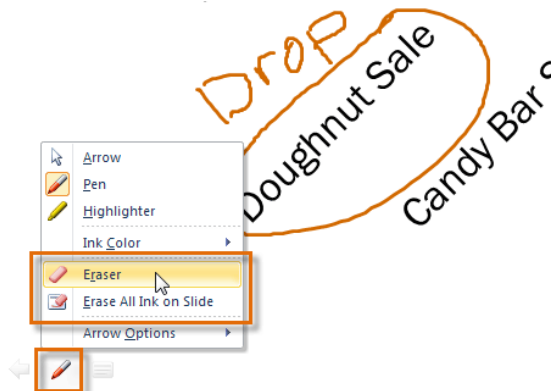 Drop
Doughnut Sale
Candy Bar S
Arrow
Pen
Highlighter
Ink Color
Eraser
Erase All Ink on Slide
Arrow Options